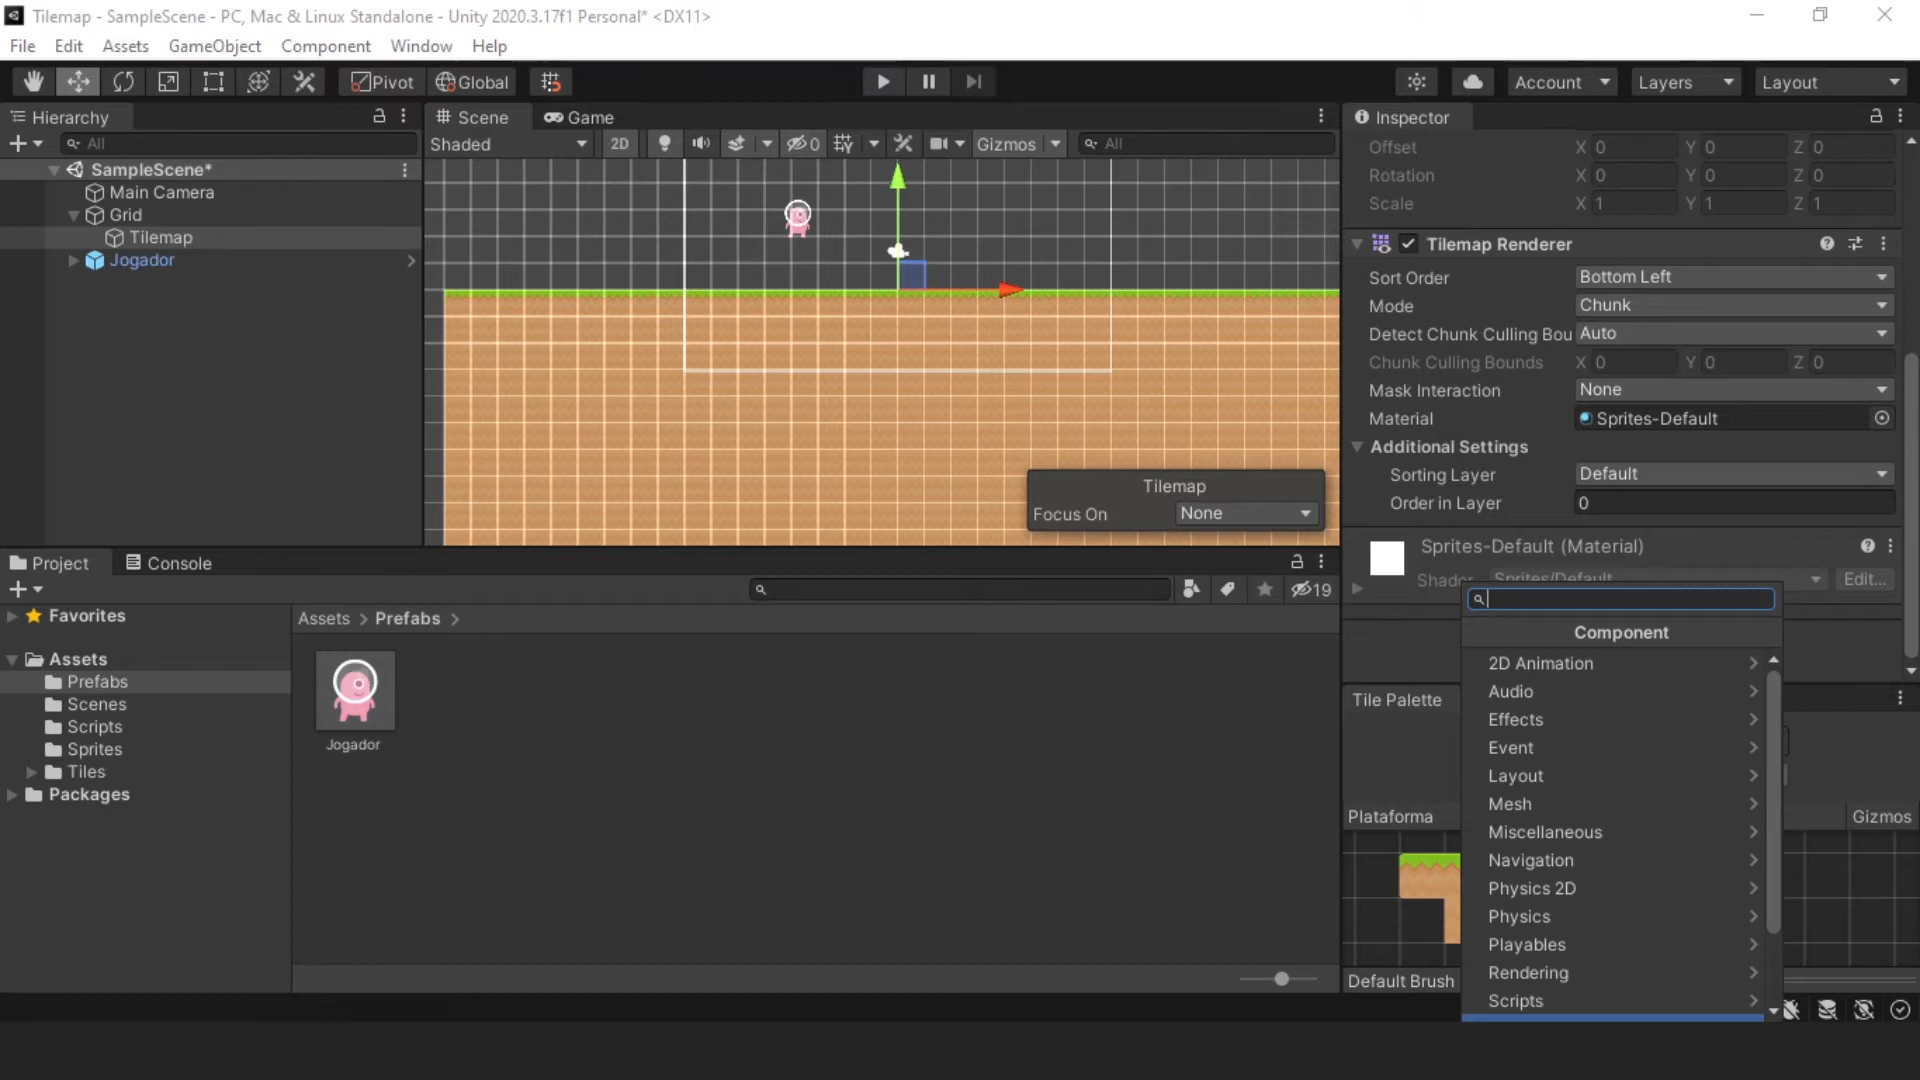 Tilemap - SampleScene - PC, Mac & Linux Standalone - Unity 2020.3.17f1 Personal* <DX11>
File Edit Assets GameObject Component Window Help
Pivot Global Account Layers Layout
Hierarchy
All
SampleScene*
Main Camera
Grid
Tilemap
Jogador
Scene Game
Shaded 2D 0 Gizmos All
Tilemap
Focus On None
Inspector
Offset X 0 Y 0 Z 0
Rotation X 0 Y 0 Z 0
Scale X 1 Y 1 Z 1
Tilemap Renderer
Sort Order Bottom Left
Mode Chunk
Detect Chunk Culling Bou Auto
Chunk Culling Bounds X 0 Y 0 Z 0
Mask Interaction None
Material Sprites-Default
Additional Settings
Sorting Layer Default
Order in Layer 0
Sprites-Default (Material)
Shader Sprites/Default Edit...
Project Console
19
Favorites
Assets
Prefabs
Scenes
Scripts
Sprites
Tiles
Packages
Assets > Prefabs >
Jogador
Tile Palette
Plataforma Gizmos
Default Brush
Component
2D Animation
Audio
Effects
Event
Layout
Mesh
Miscellaneous
Navigation
Physics 2D
Physics
Playables
Rendering
Scripts